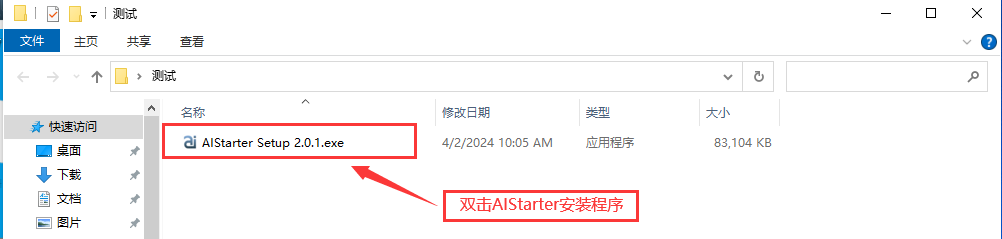 测试
文件 主页 共享 查看
测试
名称 修改日期 类型 大小
快速访问
AIStarter Setup 2.0.1.exe 4/2/2024 10:05 AM 应用程序 83,104 KB
桌面
下载
双击AIStarter安装程序
文档
图片